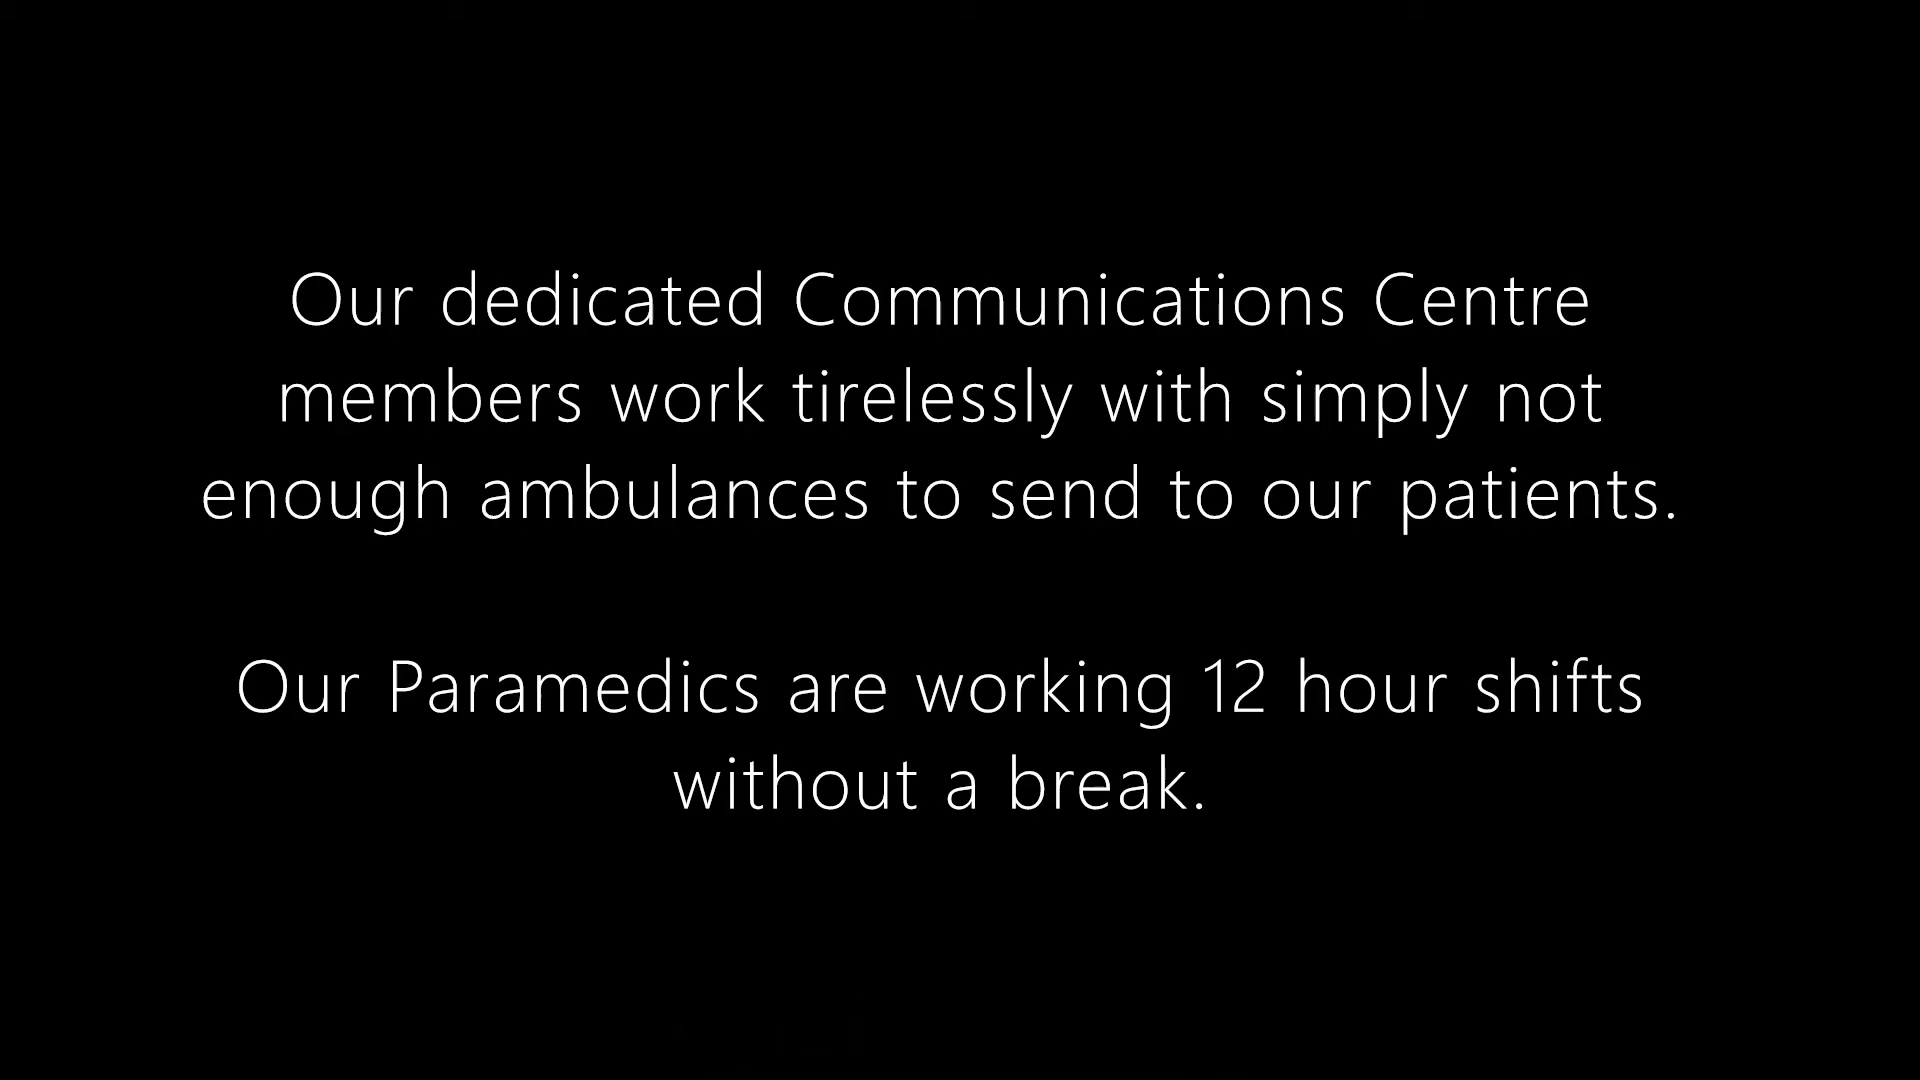 Our dedicated Communications Centre
members work tirelessly with simply not
enough ambulances to send to our patients.
Our Paramedics are working 12 hour shifts
without a break.